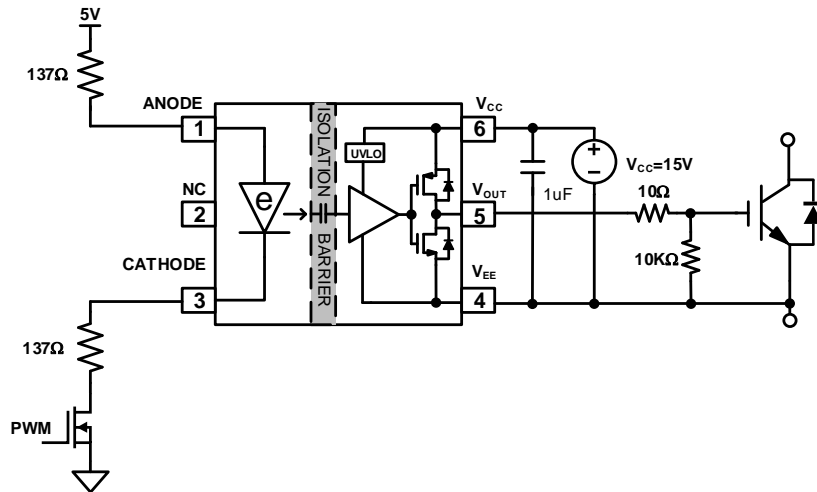 5V
137Ω
ANODE
1
NC
2
CATHODE
3
137Ω
PWM
e
ISOLATION
BARRIER
UVLO
VCC
6
VOUT
5
VEE
4
1uF
+
−
VCC=15V
10Ω
10KΩ